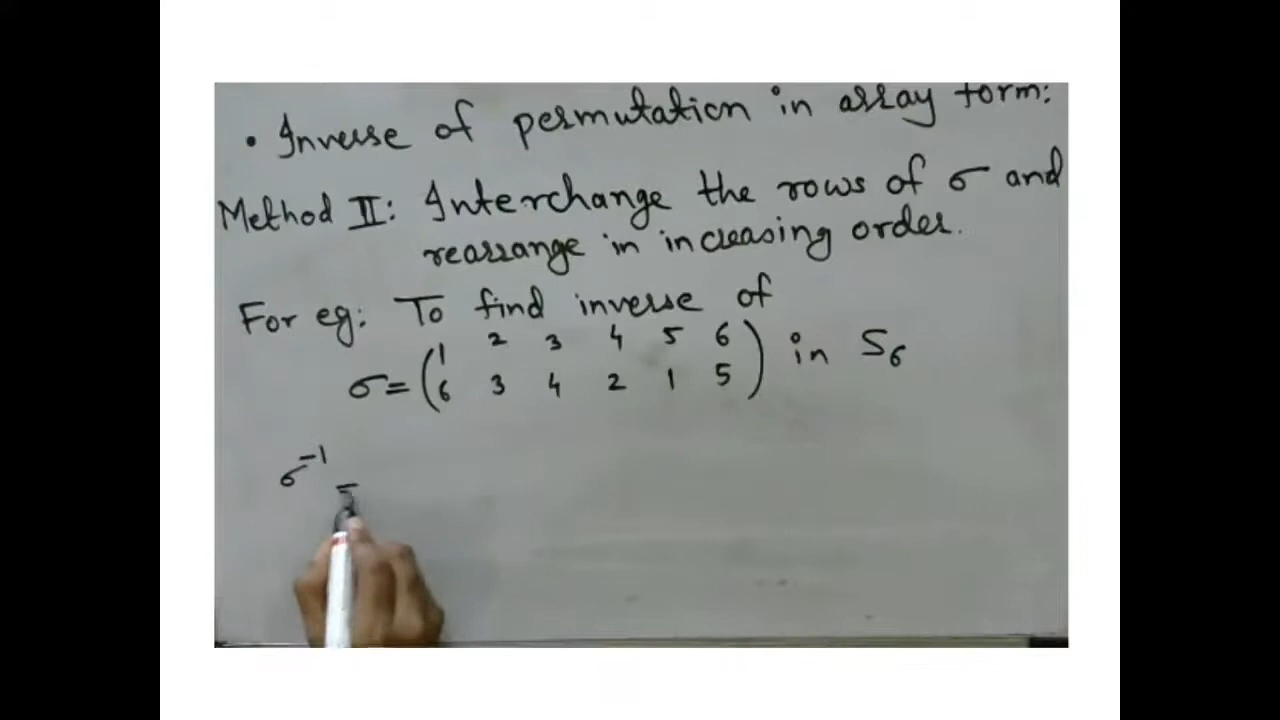 • Inverse of permutation in array form:
Method II: Interchange the rows of σ and
rearrange in increasing order.
For eg: To find inverse of
σ = (1 2 3 4 5 6
6 3 4 2 1 5) in S₆
σ⁻¹ =